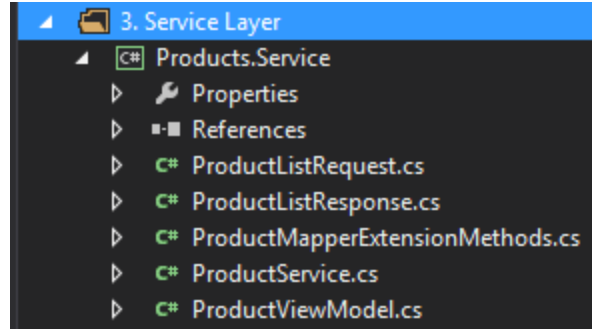 3. Service Layer
C# Products.Service
Properties
References
C# ProductListRequest.cs
C# ProductListResponse.cs
C# ProductMapperExtensionMethods.cs
C# ProductService.cs
C# ProductViewModel.cs